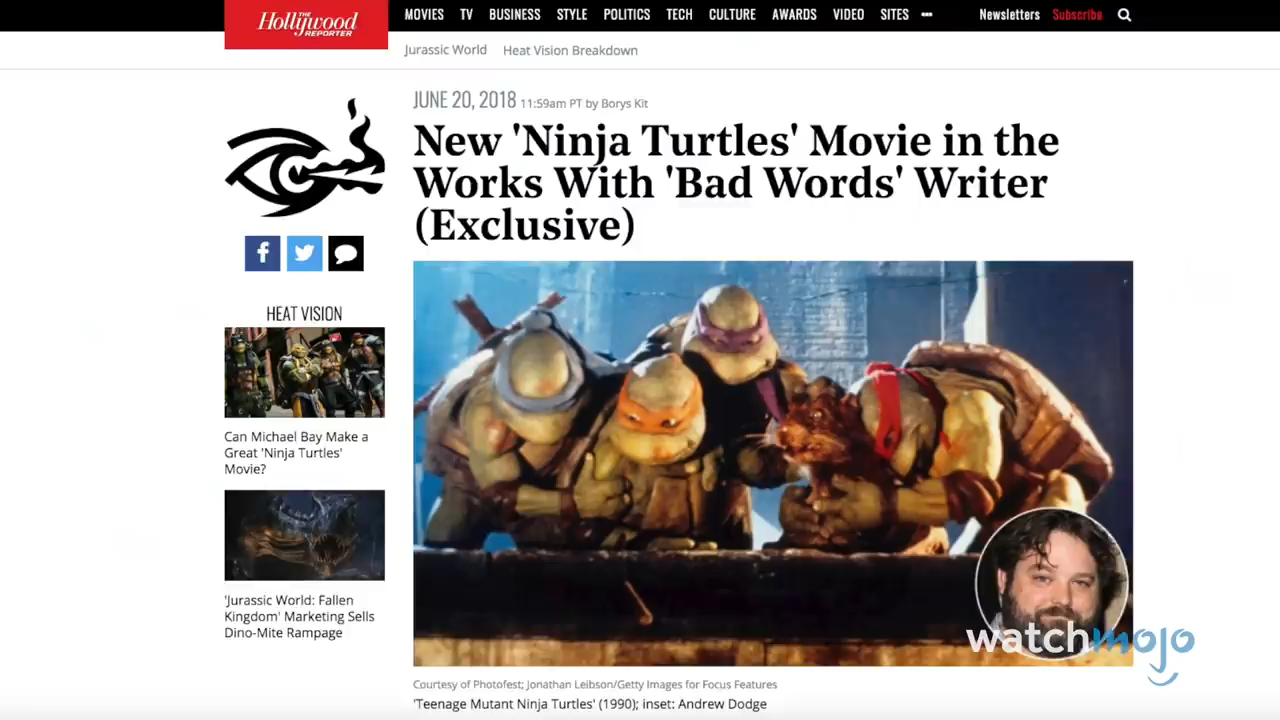 THE
Hollywood
REPORTER
MOVIES TV BUSINESS STYLE POLITICS TECH CULTURE AWARDS VIDEO SITES ••• Newsletters Subscribe
Jurassic World Heat Vision Breakdown
JUNE 20, 2018 11:59am PT by Borys Kit
New 'Ninja Turtles' Movie in the
Works With 'Bad Words' Writer
(Exclusive)
HEAT VISION
Can Michael Bay Make a
Great 'Ninja Turtles'
Movie?
'Jurassic World: Fallen
Kingdom' Marketing Sells
Dino-Mite Rampage
watchmojo
Courtesy of Photofest; Jonathan Leibson/Getty Images for Focus Features
'Teenage Mutant Ninja Turtles' (1990); inset: Andrew Dodge